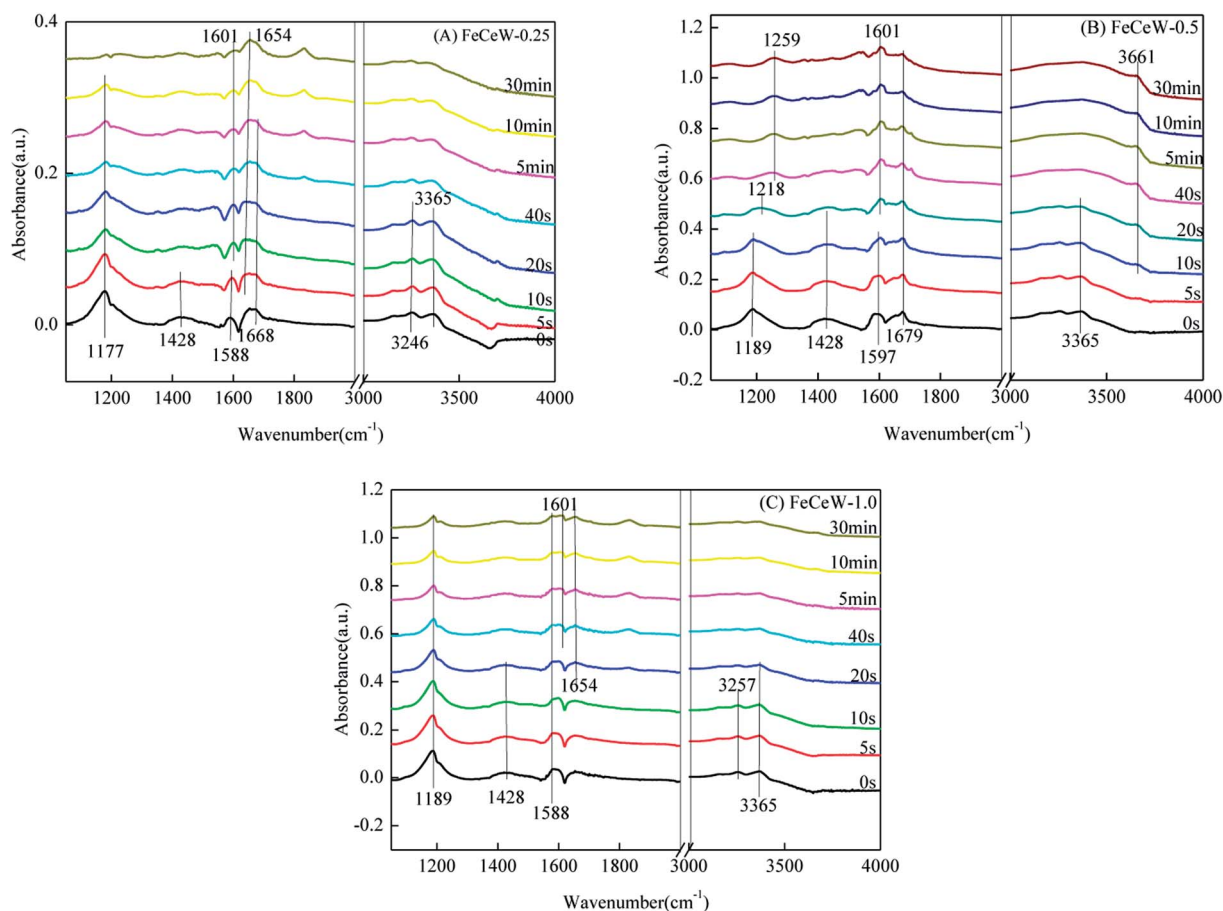 (A) FeCeW-0.25
0.4
0.2
0.0
Absorbance(a.u.)
1601 1654
30min
10min
5min
40s
20s
10s
5s
0s
3365
1177
1428
1588
1668
3246
1200 1400 1600 1800 3000 3500 4000
Wavenumber(cm-1)
(B) FeCeW-0.5
1.2
1.0
0.8
0.6
0.4
0.2
0.0
-0.2
Absorbance(a.u.)
1259
1601
3661
30min
10min
5min
40s
20s
10s
5s
0s
1218
1189
1428
1597
1679
3365
1200 1400 1600 1800 3000 3500 4000
Wavenumber(cm-1)
(C) FeCeW-1.0
1.2
1.0
0.8
0.6
0.4
0.2
0.0
-0.2
Absorbance(a.u.)
1601
30min
10min
5min
40s
20s
10s
5s
0s
1654
3257
1189
1428
1588
3365
1200 1400 1600 1800 3000 3500 4000
Wavenumber(cm-1)